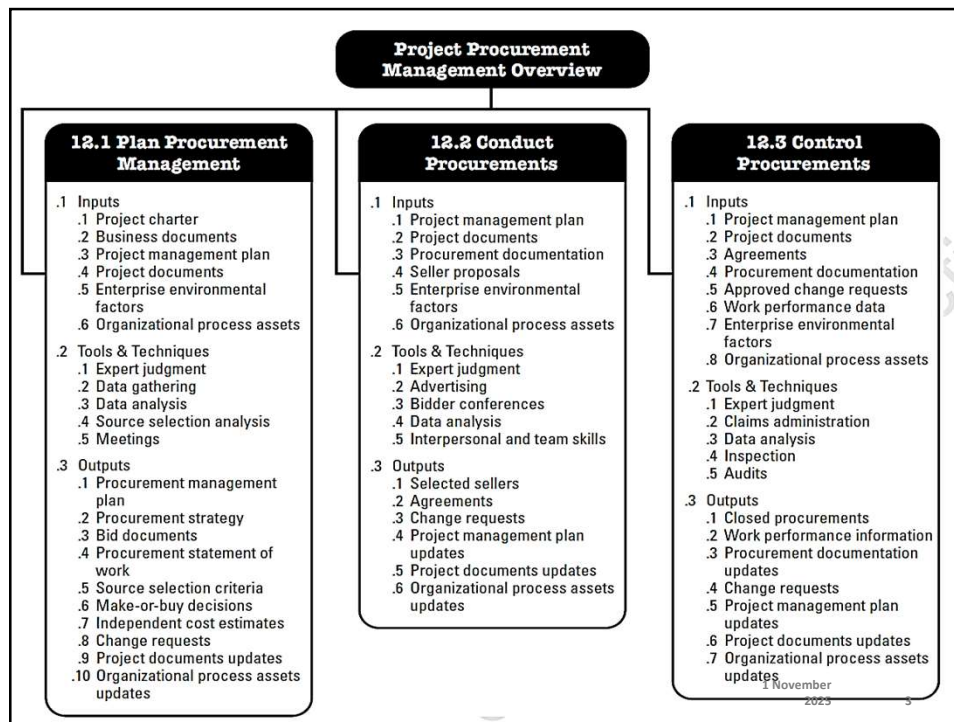 Project Procurement
Management Overview
12.1 Plan Procurement
Management
.1 Inputs
.1 Project charter
.2 Business documents
.3 Project management plan
.4 Project documents
.5 Enterprise environmental
factors
.6 Organizational process assets
.2 Tools & Techniques
.1 Expert judgment
.2 Data gathering
.3 Data analysis
.4 Source selection analysis
.5 Meetings
.3 Outputs
.1 Procurement management
plan
.2 Procurement strategy
.3 Bid documents
.4 Procurement statement of
work
.5 Source selection criteria
.6 Make-or-buy decisions
.7 Independent cost estimates
.8 Change requests
.9 Project documents updates
.10 Organizational process assets
updates
12.2 Conduct
Procurements
.1 Inputs
.1 Project management plan
.2 Project documents
.3 Procurement documentation
.4 Seller proposals
.5 Enterprise environmental
factors
.6 Organizational process assets
.2 Tools & Techniques
.1 Expert judgment
.2 Advertising
.3 Bidder conferences
.4 Data analysis
.5 Interpersonal and team skills
.3 Outputs
.1 Selected sellers
.2 Agreements
.3 Change requests
.4 Project management plan
updates
.5 Project documents updates
.6 Organizational process assets
updates
12.3 Control
Procurements
.1 Inputs
.1 Project management plan
.2 Project documents
.3 Agreements
.4 Procurement documentation
.5 Approved change requests
.6 Work performance data
.7 Enterprise environmental
factors
.8 Organizational process assets
.2 Tools & Techniques
.1 Expert judgment
.2 Claims administration
.3 Data analysis
.4 Inspection
.5 Audits
.3 Outputs
.1 Closed procurements
.2 Work performance information
.3 Procurement documentation
updates
.4 Change requests
.5 Project management plan
updates
.6 Project documents updates
.7 Organizational process assets
updates
1 November
2025 3